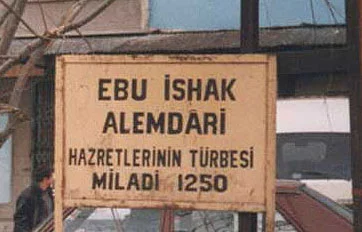 EBU İSHAK
ALEMDARİ
HAZRETLERİNİN TÜRBESİ
MİLADİ 1250